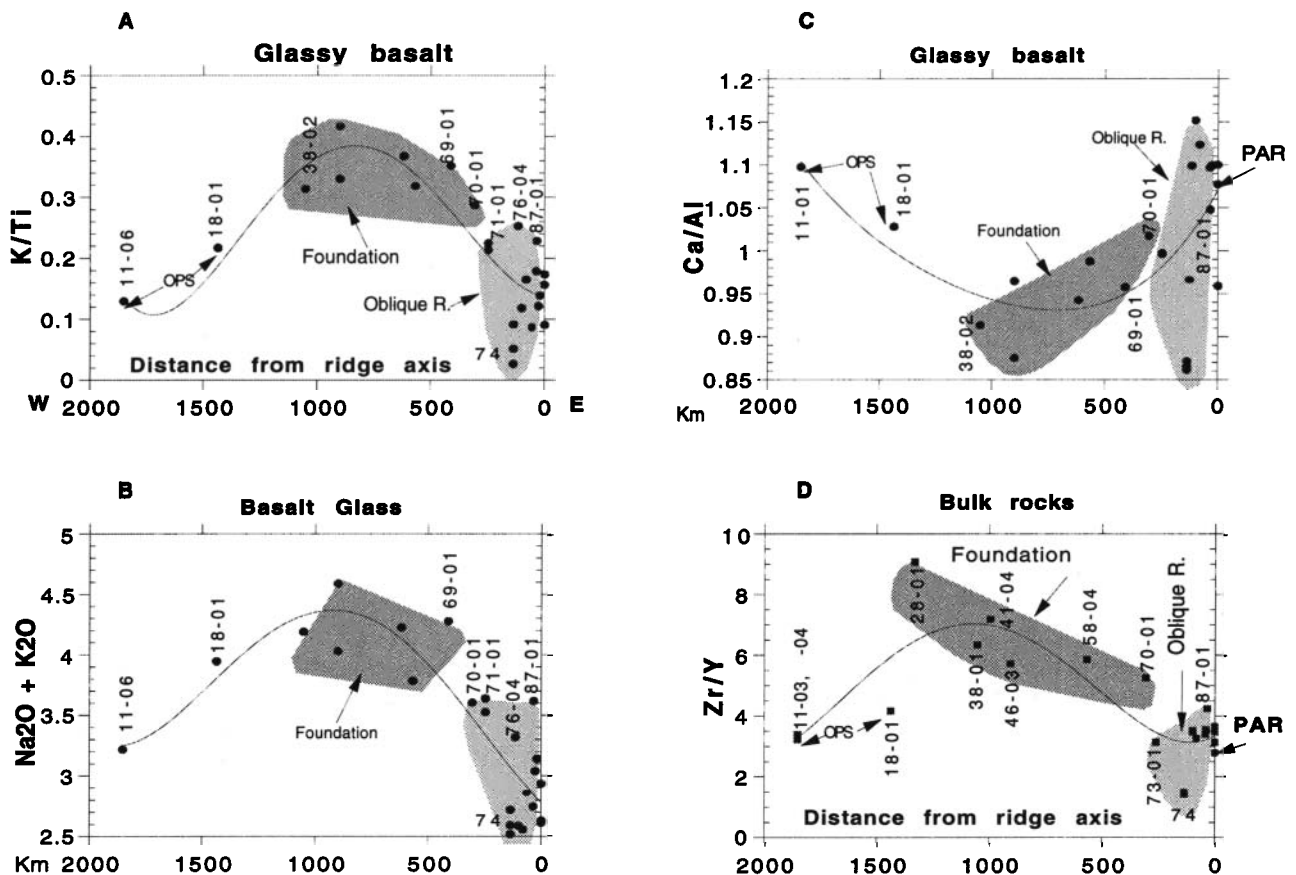 A
Glassy basalt
K/Ti
0.5
0.4
0.3
0.2
0.1
0
11-06
18-01
OPS
38-02
69-01
70-01
71-01
76-04
87-01
Foundation
Oblique R.
74
Distance from ridge axis
W
2000
1500
1000
500
0
E
C
Glassy basalt
Ca/Al
1.2
1.15
1.1
1.05
1
0.95
0.9
0.85
11-01
OPS
18-01
Foundation
Oblique R.
PAR
70-01
38-02
69-01
87-01
Km
2000
1500
1000
500
0
B
Basalt Glass
Na2O + K2O
5
4.5
4
3.5
3
2.5
11-06
18-01
69-01
70-01
71-01
76-04
87-01
Foundation
74
Km
2000
1500
1000
500
0
D
Bulk rocks
Zr/Y
10
8
6
4
2
0
Foundation
Oblique R.
28-01
41-04
58-04
70-01
11-03, -04
OPS
18-01
38-01
46-03
87-01
73-01
74
PAR
Distance from ridge axis
2000
1500
1000
500
0